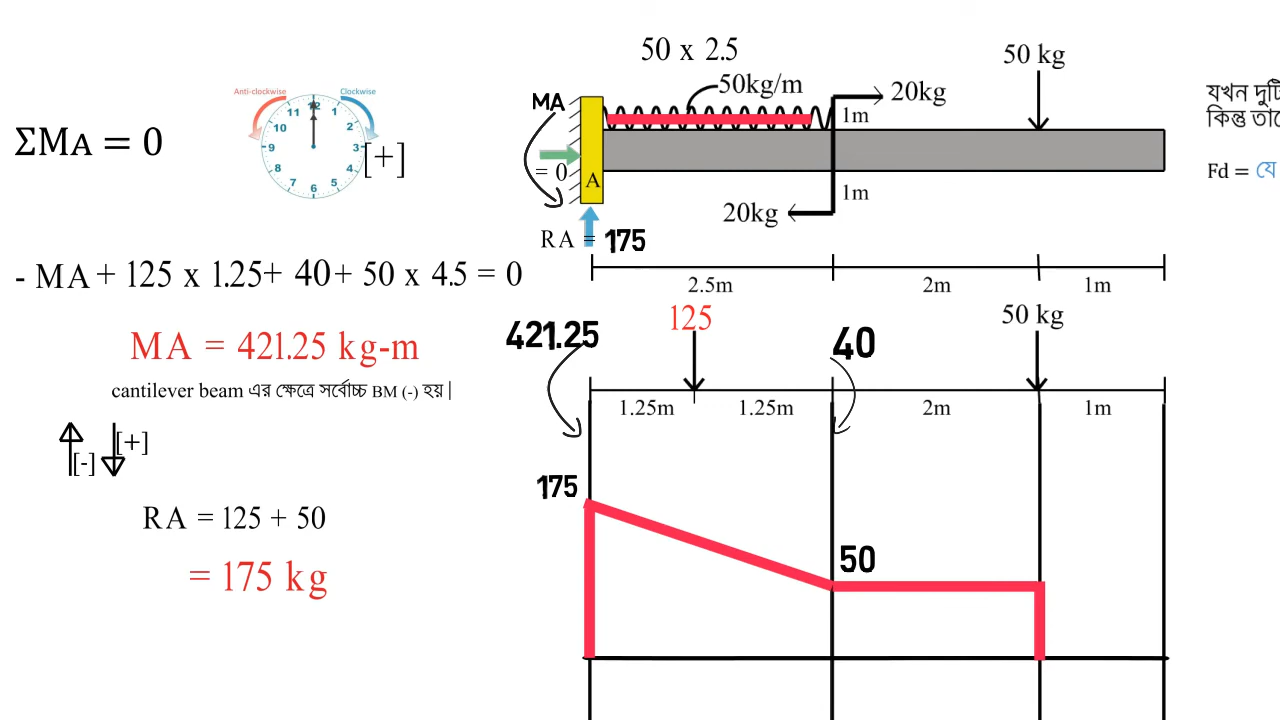 50 x 2.5
50 kg
50kg/m
20kg
MA
1m
যখন দুটি
কিন্তু তাে
Anti-clockwise
Clockwise
12
11
1
10
2
9
3
8
4
7
5
6
ΣMA = 0
[+]
= 0
A
Fd = যে
1m
20kg
RA = 175
- MA + 125 x 1.25+ 40+ 50 x 4.5 = 0
2.5m
2m
1m
MA = 421.25 kg-m
421.25
125
40
50 kg
cantilever beam এর ক্ষেত্রে সর্বোচ্চ BM (-) হয়|
1.25m
1.25m
2m
1m
[+]
[-]
175
RA = 125 + 50
50
= 175 kg